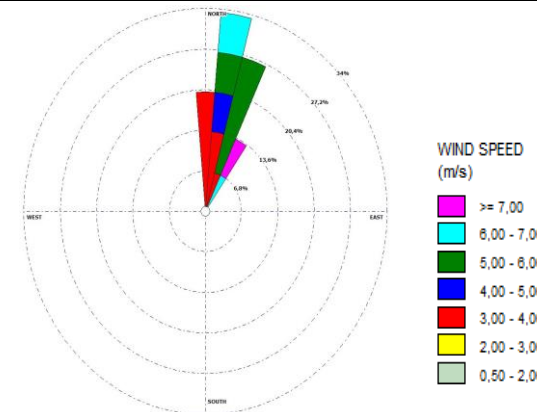 NORTH
34%
27,2%
20,4%
13,6%
6,8%
WEST
EAST
SOUTH
WIND SPEED
(m/s)
>= 7,00
6,00 - 7,0
5,00 - 6,0
4,00 - 5,0
3,00 - 4,0
2,00 - 3,0
0,50 - 2,0